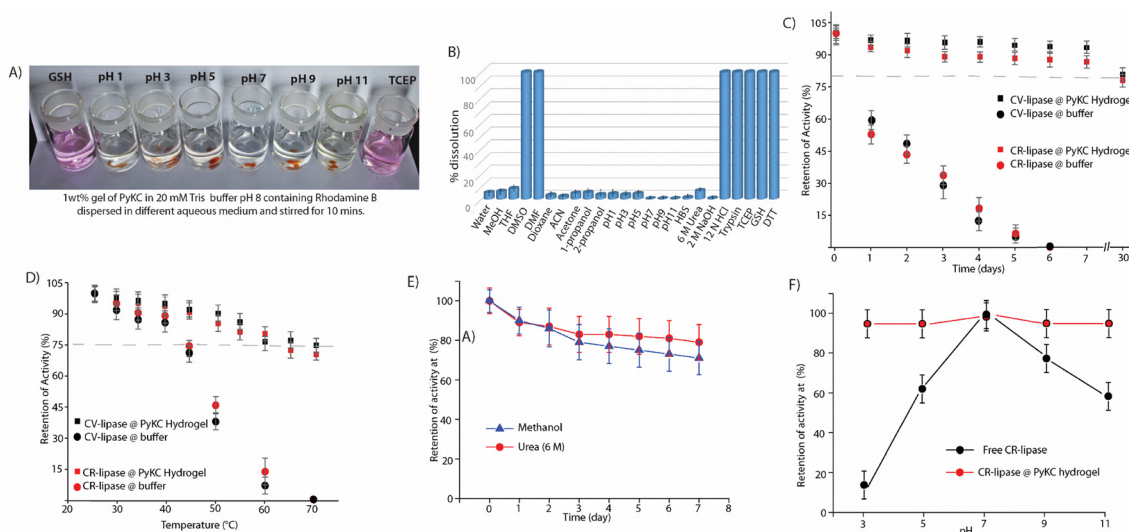 A)
GSH pH 1 pH 3 pH 5 pH 7 pH 9 pH 11 TCEP
1wt% gel of PyKC in 20 mM Tris buffer pH 8 containing Rhodamine B
dispersed in different aqueous medium and stirred for 10 mins.
B)
% dissolution
100
80
60
40
20
0
Water
MeOH
THF
DMSO
DMF
Dioxane
ACN
Acetone
1-propanol
2-propanol
pH1
pH3
pH5
pH7
pH9
pH11
HBS
6 M Urea
2 M NaOH
12 N HCl
Trypsin
TCEP
GSH
DTT
C)
Retention of Activity (%)
105
90
75
60
45
30
15
CV-lipase @ PyKC Hydrogel
CV-lipase @ buffer
CR-lipase @ PyKC Hydrogel
CR-lipase @ buffer
0 1 2 3 4 5 6 7 // 30
Time (days)
D)
Retention of Activity (%)
105
90
75
60
45
30
15
CV-lipase @ PyKC Hydrogel
CV-lipase @ buffer
CR-lipase @ PyKC Hydrogel
CR-lipase @ buffer
20 30 40 50 60 70
Temperature (°C)
E)
A)
Retention of activity at (%)
100
80
60
40
20
0
Methanol
Urea (6 M)
0 1 2 3 4 5 6 7 8
Time (day)
F)
Retention of activity at (%)
100
80
60
40
20
0
Free CR-lipase
CR-lipase @ PyKC hydrogel
3 5 7 9 11
pH